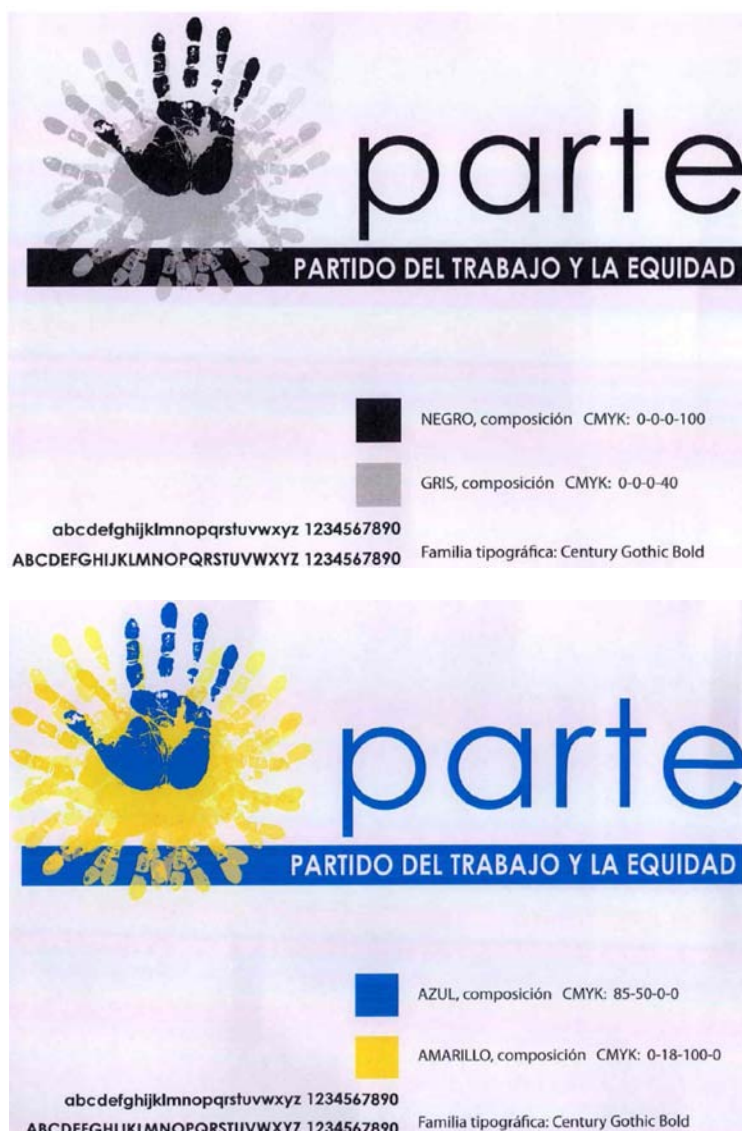 parte
PARTIDO DEL TRABAJO Y LA EQUIDAD
NEGRO, composición CMYK: 0-0-0-100
GRIS, composición CMYK: 0-0-0-40
abcdefghijklmnopqrstuvwxyz 1234567890
ABCDEFGHIJKLMNOPQRSTUVWXYZ 1234567890
Familia tipográfica: Century Gothic Bold
parte
PARTIDO DEL TRABAJO Y LA EQUIDAD
AZUL, composición CMYK: 85-50-0-0
AMARILLO, composición CMYK: 0-18-100-0
abcdefghijklmnopqrstuvwxyz 1234567890
ABCDEFGHIJKLMNOPQRSTUVWXYZ 1234567890
Familia tipográfica: Century Gothic Bold